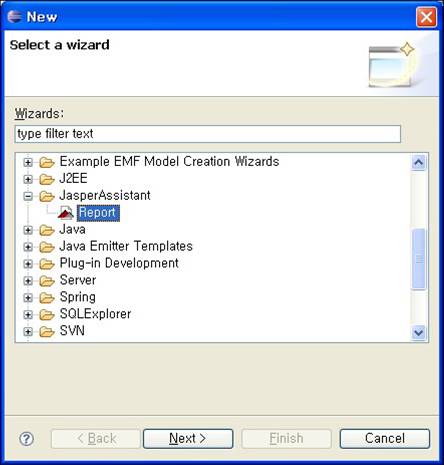 New
Select a wizard
Wizards:
type filter text
Example EMF Model Creation Wizards
J2EE
JasperAssistant
Report
Java
Java Emitter Templates
Plug-in Development
Server
Spring
SQLExplorer
SVN
? < Back Next > Finish Cancel